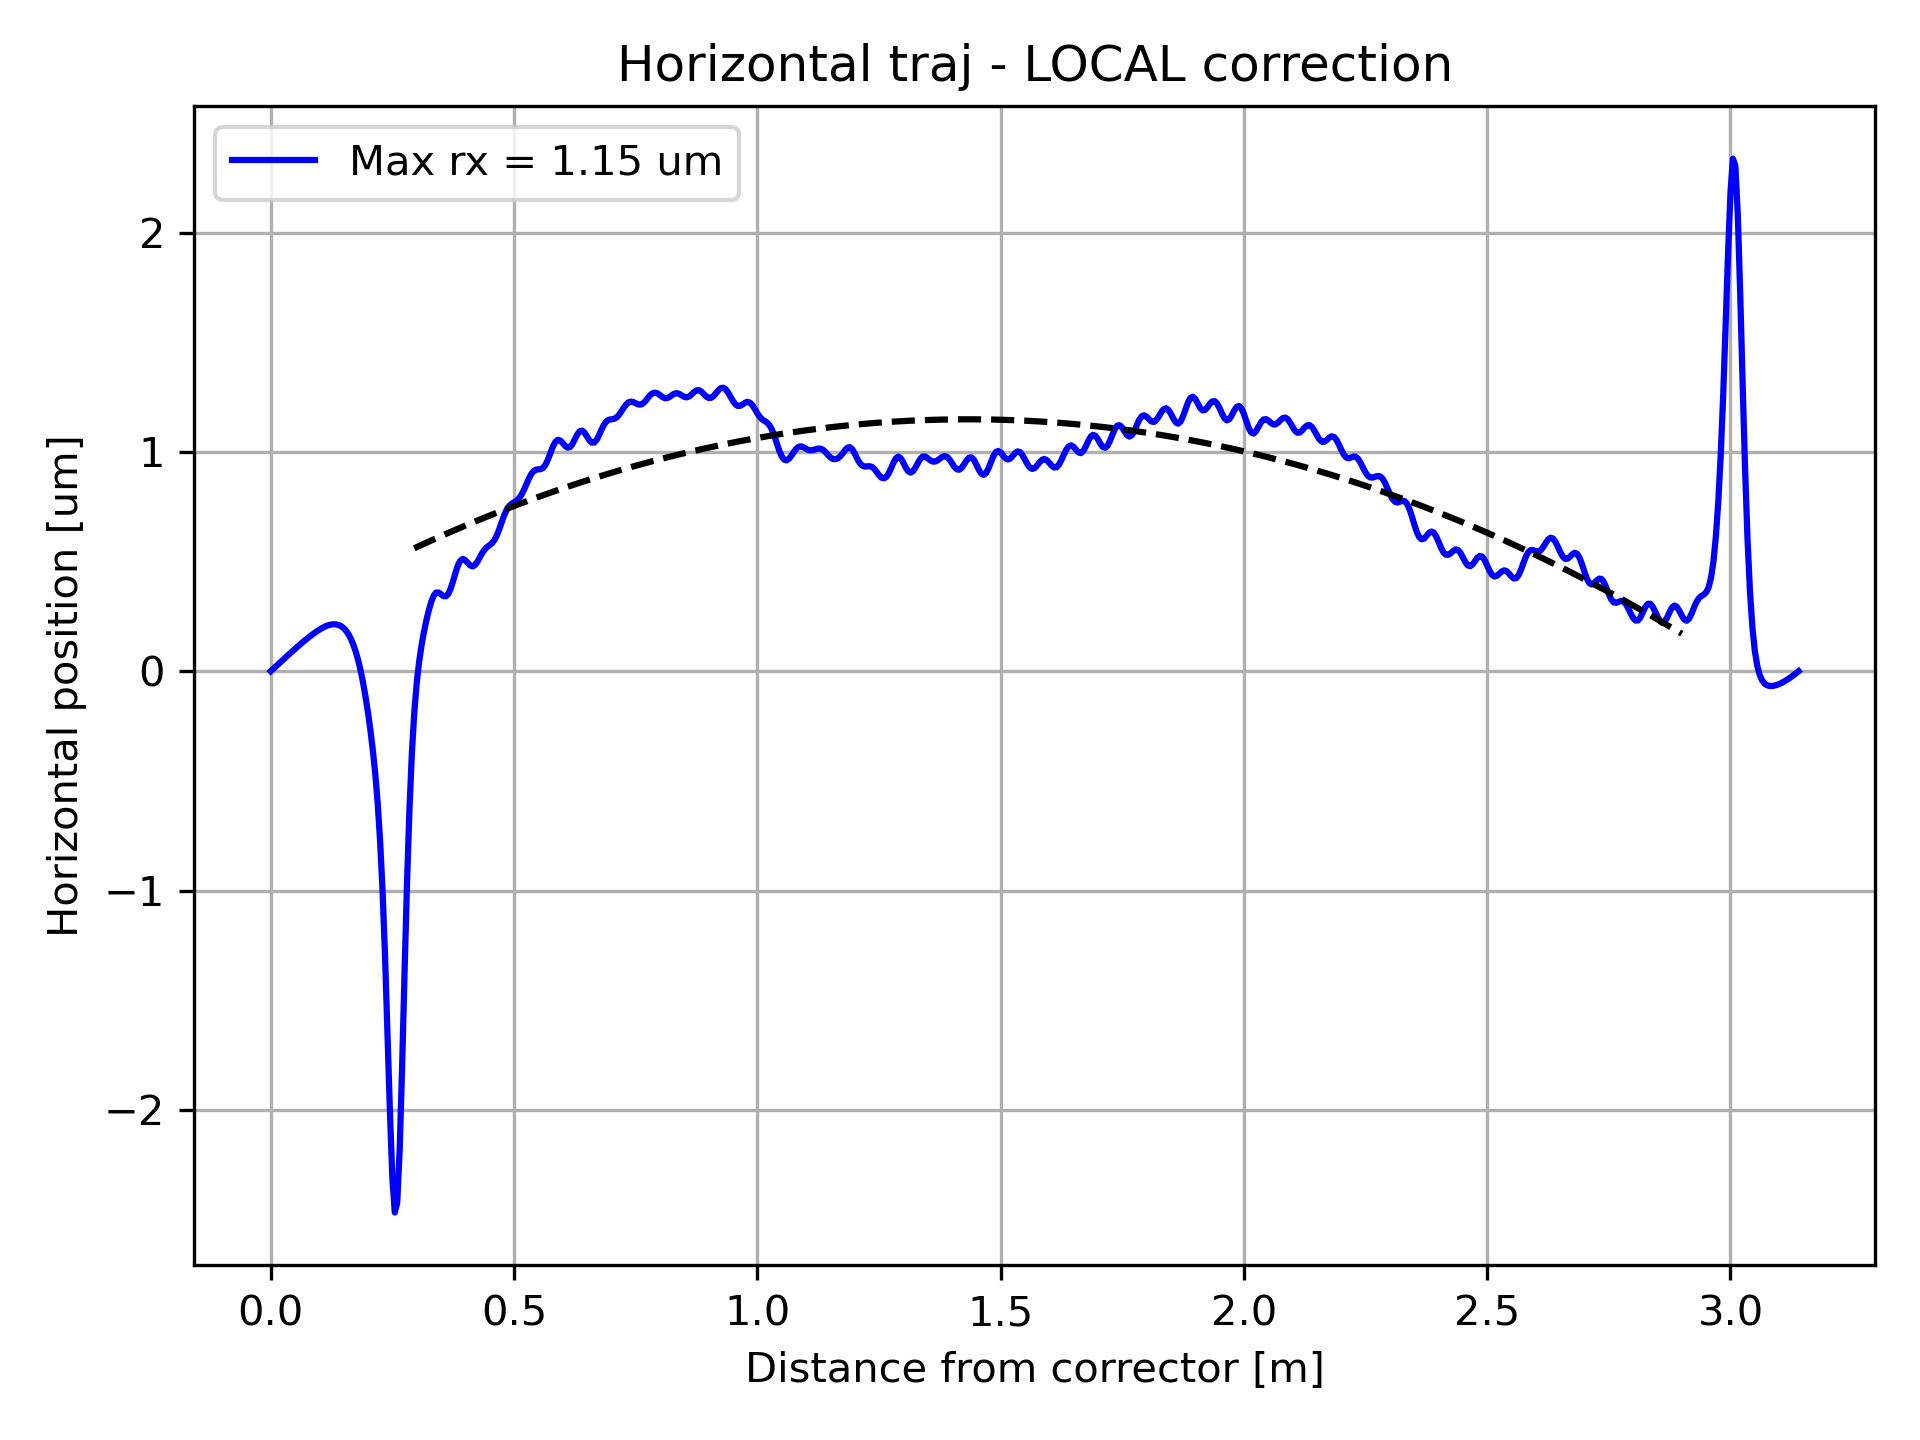 Horizontal traj - LOCAL correction
Max rx = 1.15 um
Horizontal position [um]
2
1
0
−1
−2
0.0 0.5 1.0 1.5 2.0 2.5 3.0
Distance from corrector [m]